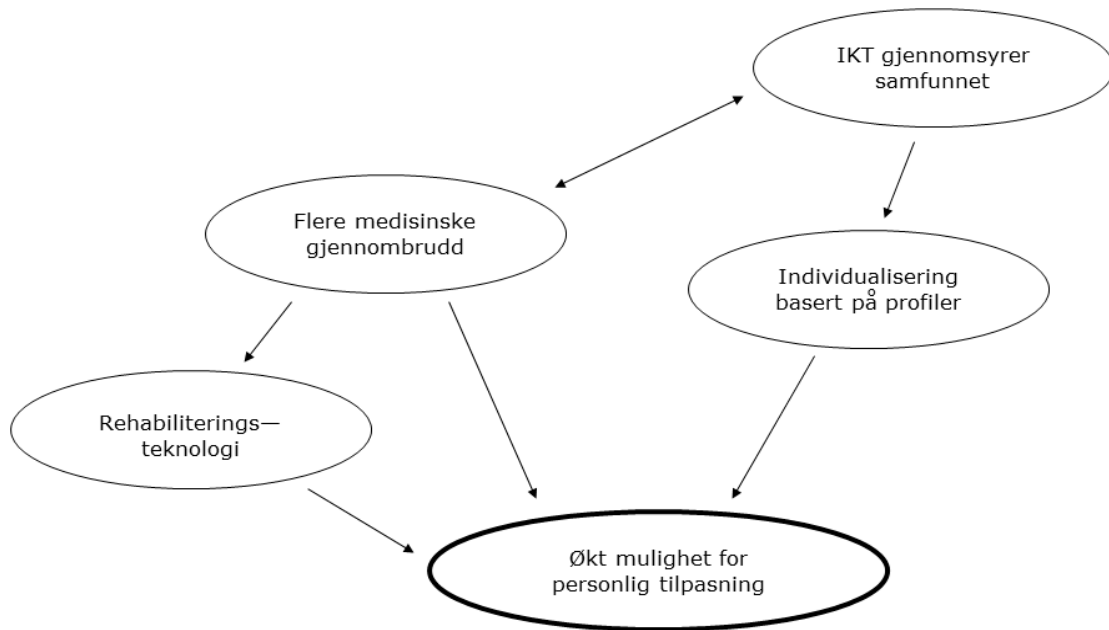 IKT gjennomsyrer
samfunnet
Flere medisinske
gjennombrudd
Individualisering
basert på profiler
Rehabiliterings—
teknologi
Økt mulighet for
personlig tilpasning